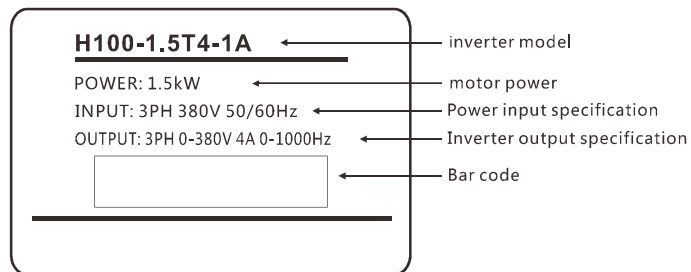 H100-1.5T4-1A inverter model
POWER: 1.5kW motor power
INPUT: 3PH 380V 50/60Hz Power input specification
OUTPUT: 3PH 0-380V 4A 0-1000Hz Inverter output specification
Bar code